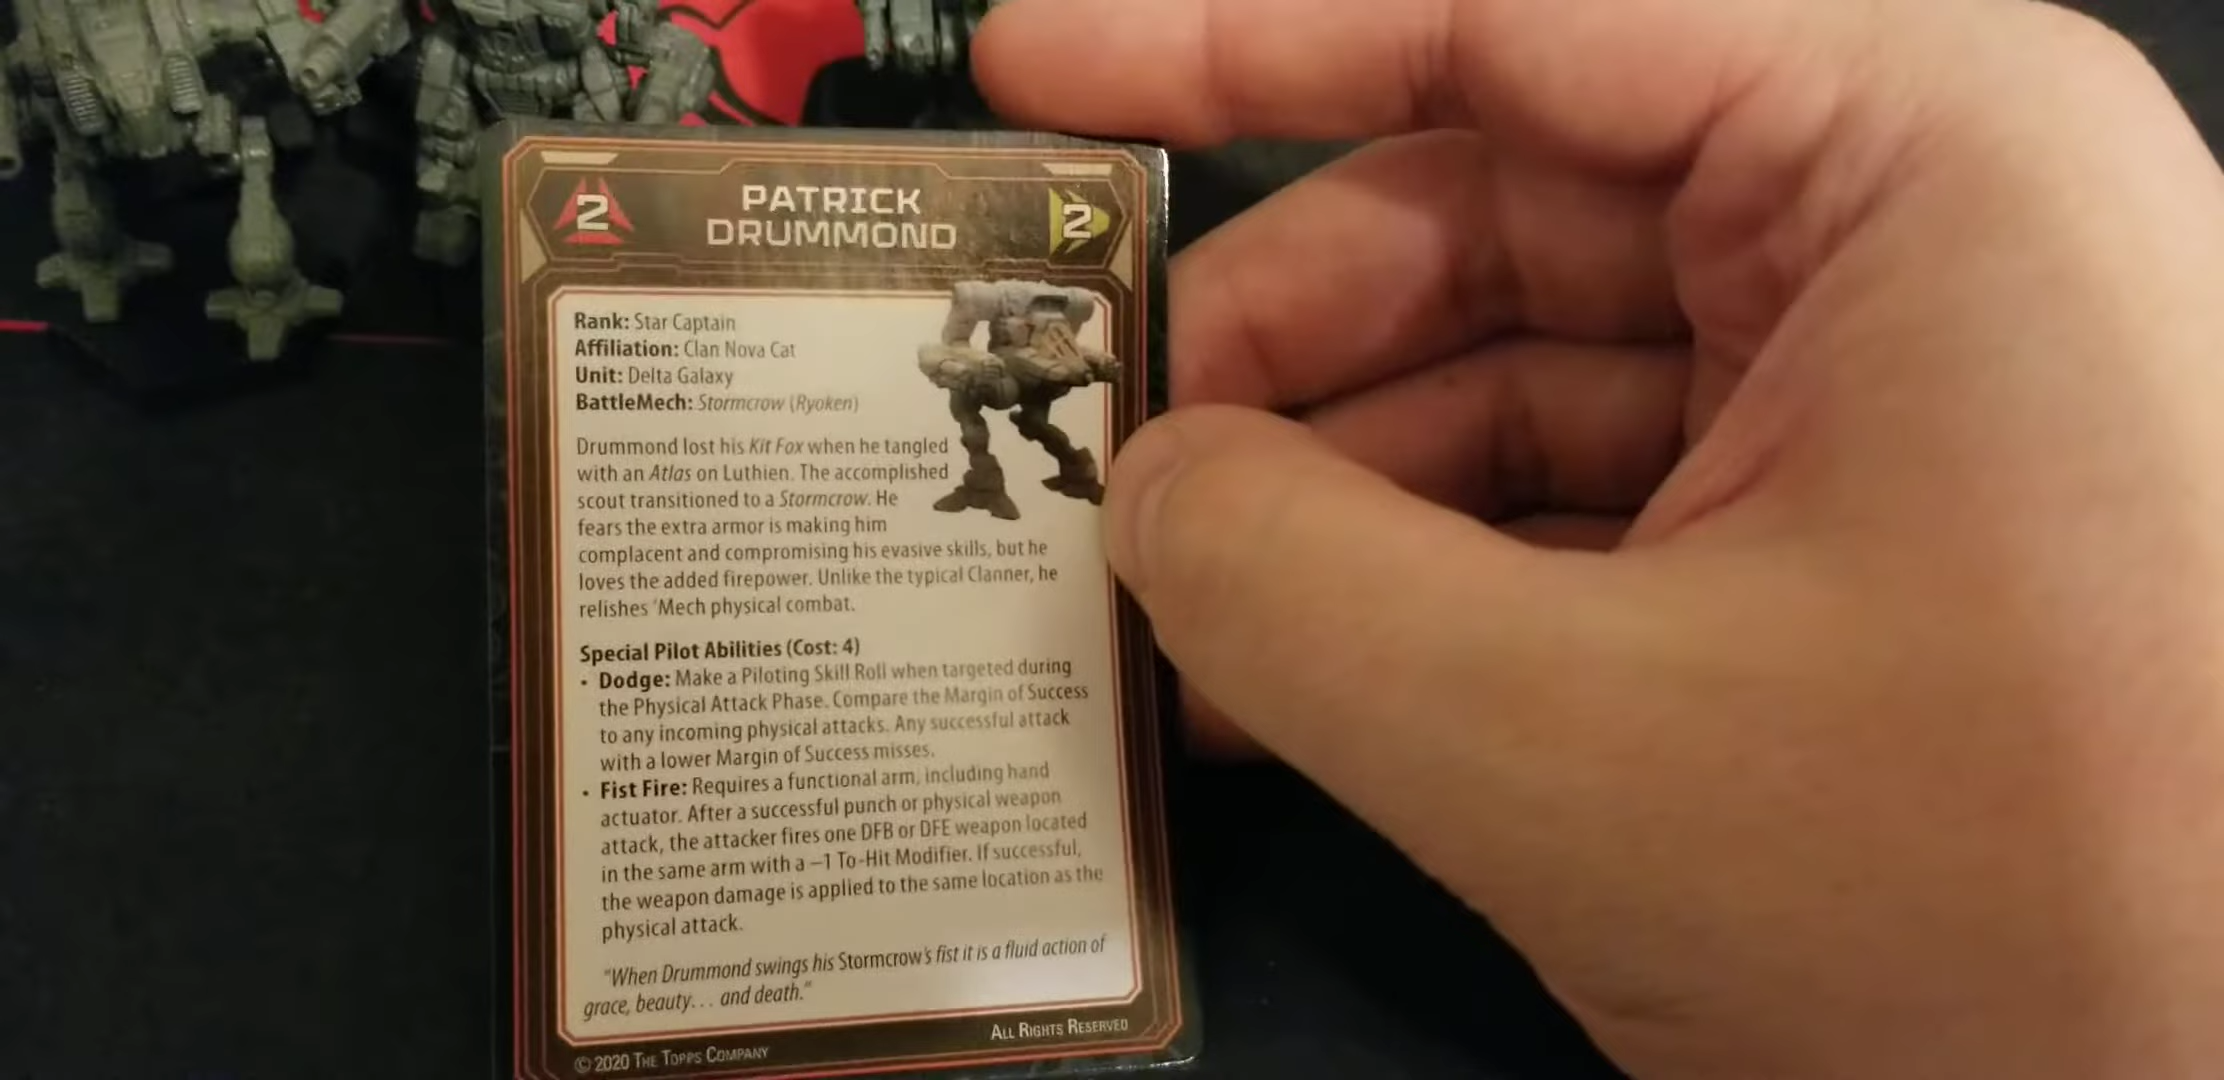 2
PATRICK
DRUMMOND
2
Rank: Star Captain
Affiliation: Clan Nova Cat
Unit: Delta Galaxy
BattleMech: Stormcrow (Ryoken)
Drummond lost his Kit Fox when he tangled
with an Atlas on Luthien. The accomplished
scout transitioned to a Stormcrow. He
fears the extra armor is making him
complacent and compromising his evasive skills, but he
loves the added firepower. Unlike the typical Clanner, he
relishes 'Mech physical combat.
Special Pilot Abilities (Cost: 4)
• Dodge: Make a Piloting Skill Roll when targeted during
the Physical Attack Phase. Compare the Margin of Success
to any incoming physical attacks. Any successful attack
with a lower Margin of Success misses.
• Fist Fire: Requires a functional arm, including hand
actuator. After a successful punch or physical weapon
attack, the attacker fires one DFB or DFE weapon located
in the same arm with a –1 To-Hit Modifier. If successful,
the weapon damage is applied to the same location as the
physical attack.
"When Drummond swings his Stormcrow's fist it is a fluid action of
grace, beauty... and death."
© 2020 THE TOPPS COMPANY
ALL RIGHTS RESERVED